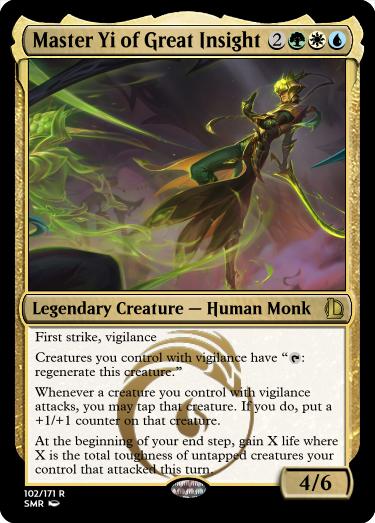 Master Yi of Great Insight 2
Legendary Creature — Human Monk
First strike, vigilance
Creatures you control with vigilance have “ :
regenerate this creature.”
Whenever a creature you control with vigilance
attacks, you may tap that creature. If you do, put a
+1/+1 counter on that creature.
At the beginning of your end step, gain X life where
X is the total toughness of untapped creatures your
control that attacked this turn.
4/6
102/171 R
SMR